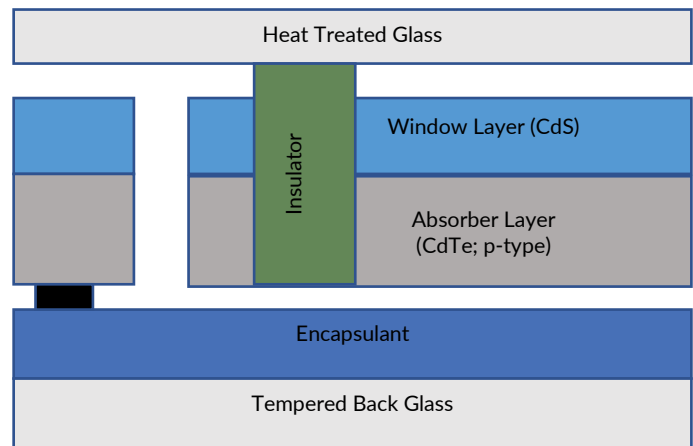 Heat Treated Glass
Window Layer (CdS)
Insulator
Absorber Layer
(CdTe; p-type)
Encapsulant
Tempered Back Glass